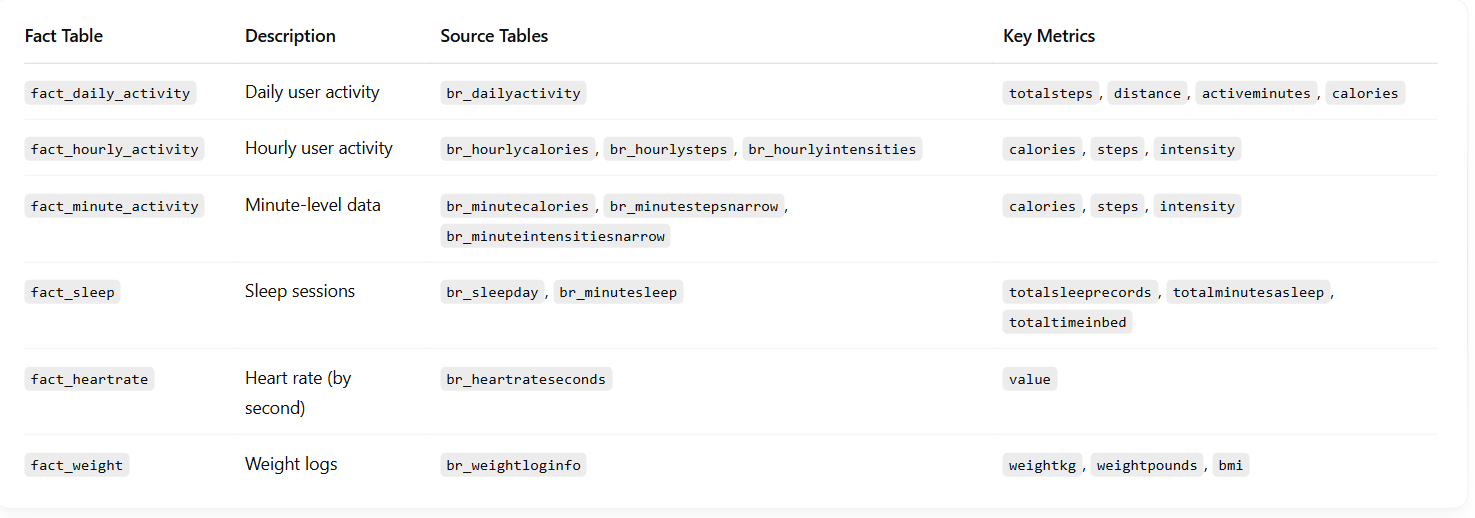 Fact Table Description Source Tables Key Metrics
fact_daily_activity Daily user activity br_dailyactivity totalsteps, distance, activeminutes, calories
fact_hourly_activity Hourly user activity br_hourlycalories, br_hourlysteps, br_hourlyintensities calories, steps, intensity
fact_minute_activity Minute-level data br_minutecalories, br_minutestepsnarrow, calories, steps, intensity
br_minuteintensitiesnarrow
fact_sleep Sleep sessions br_sleepday, br_minutesleep totalsleeprecords, totalminutesasleep,
totaltimeinbed
fact_heartrate Heart rate (by br_heartrateseconds value
second)
fact_weight Weight logs br_weightloginfo weightkg, weightpounds, bmi